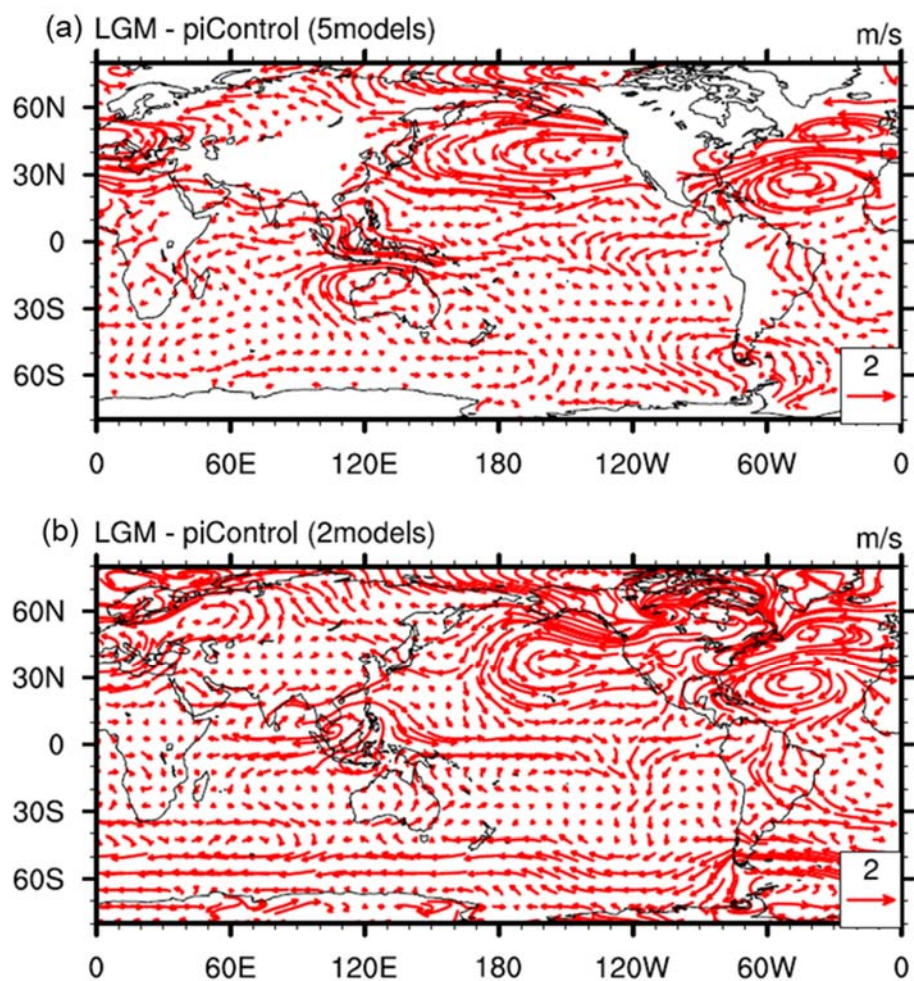 (a) LGM - piControl (5models) m/s
60N
30N
0
30S
60S
2
0 60E 120E 180 120W 60W 0
(b) LGM - piControl (2models) m/s
60N
30N
0
30S
60S
2
0 60E 120E 180 120W 60W 0